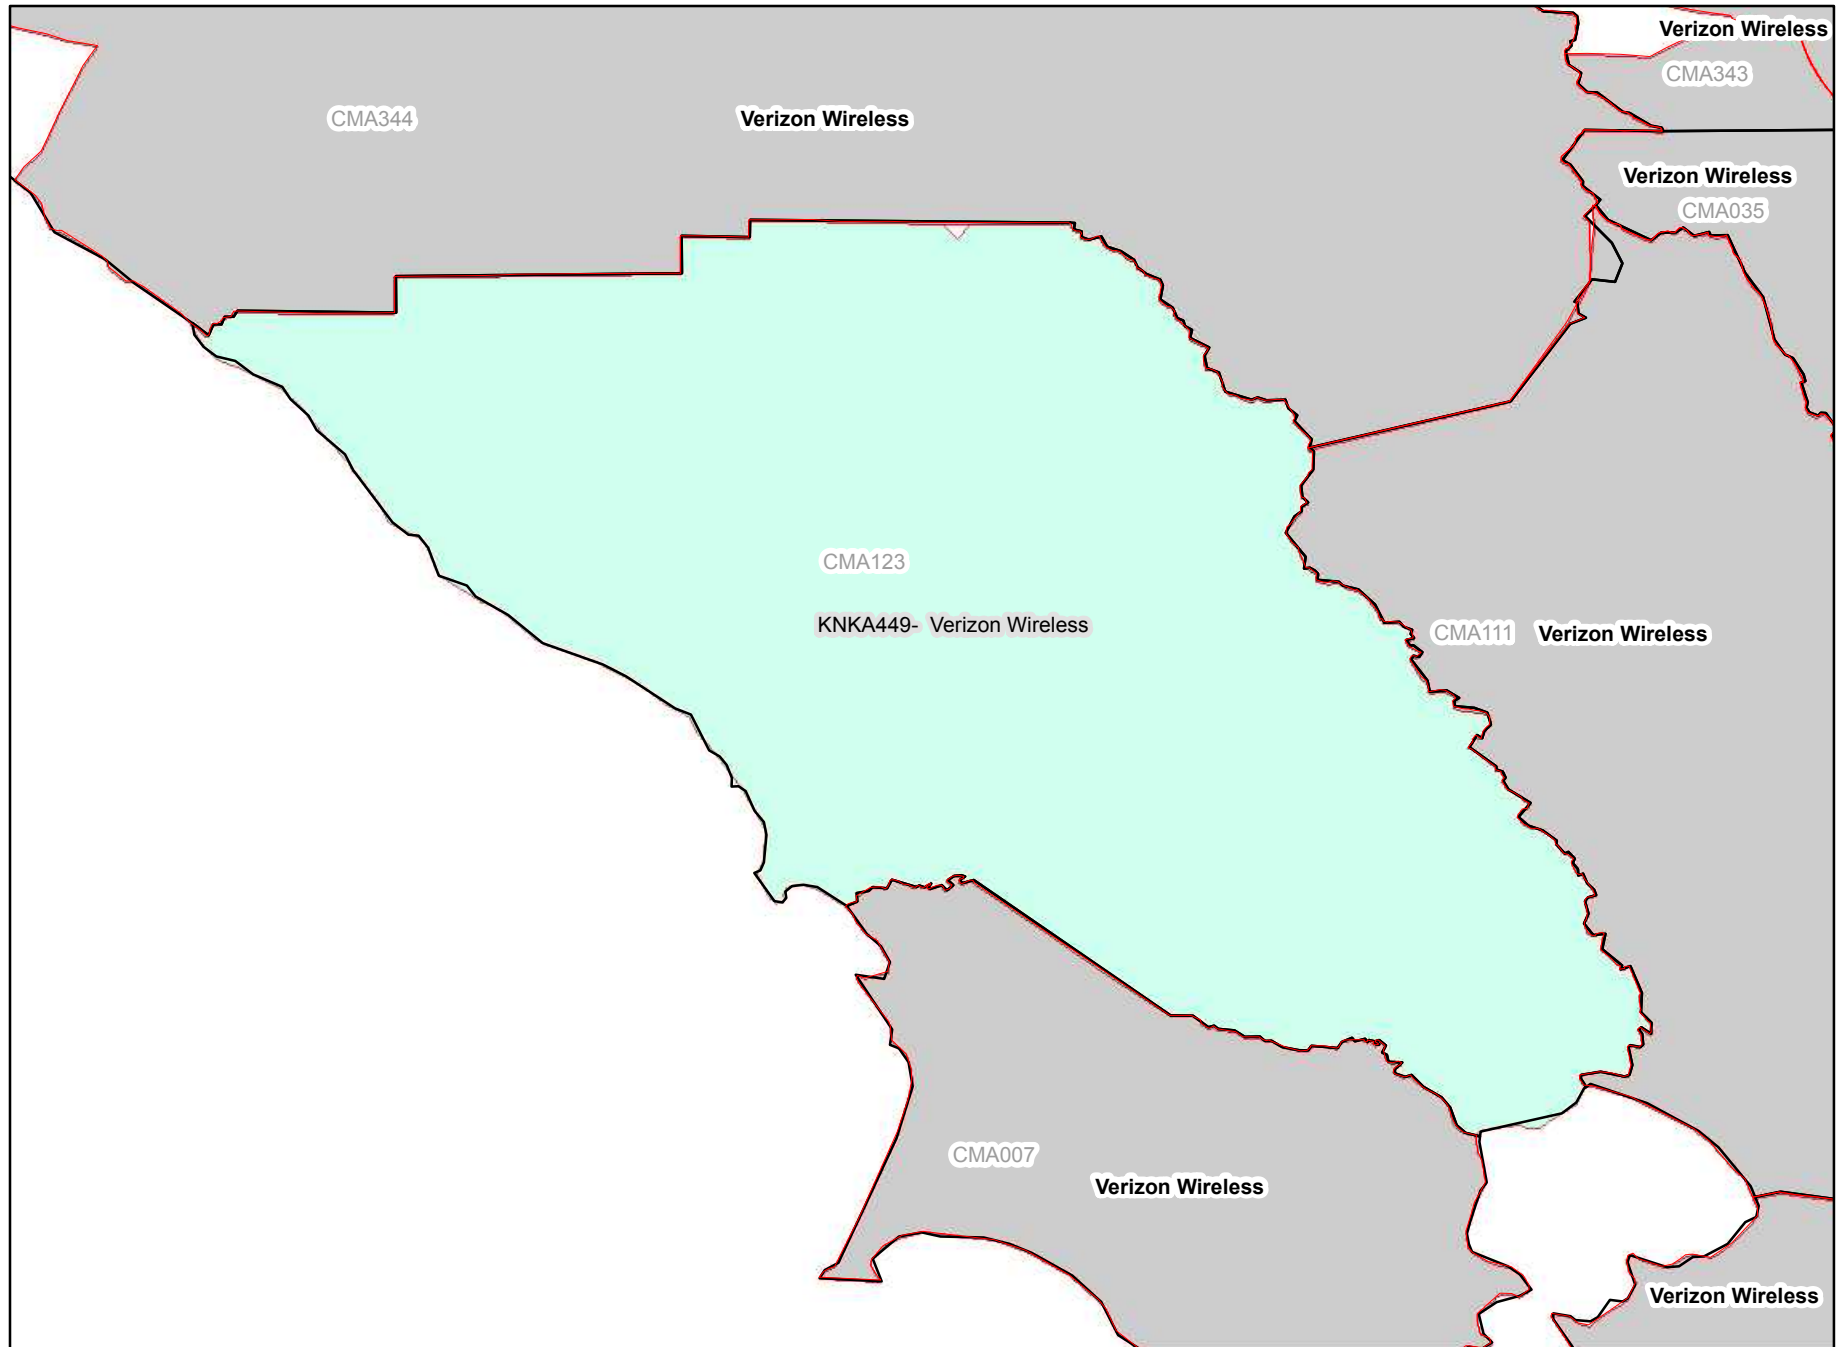 Verizon Wireless
CMA343
CMA344
Verizon Wireless
Verizon Wireless
CMA035
CMA123
KNKA449- Verizon Wireless
CMA111 Verizon Wireless
CMA007
Verizon Wireless
Verizon Wireless